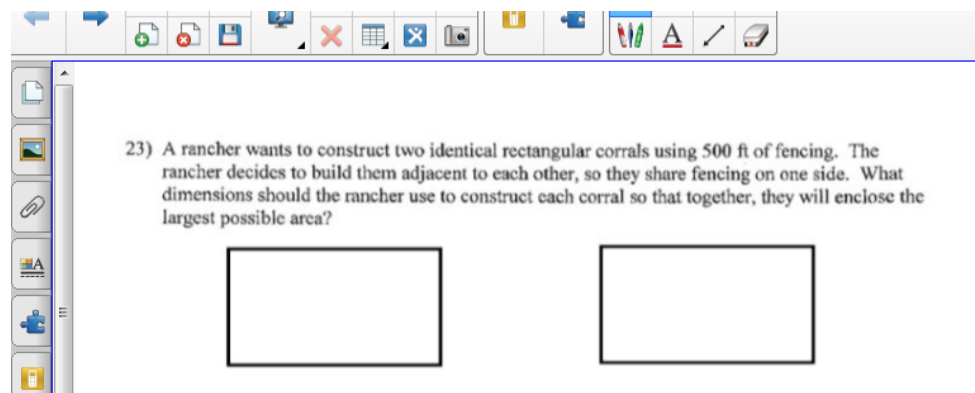 23) A rancher wants to construct two identical rectangular corrals using 500 ft of fencing. The
rancher decides to build them adjacent to each other, so they share fencing on one side. What
dimensions should the rancher use to construct each corral so that together, they will enclose the
largest possible area?